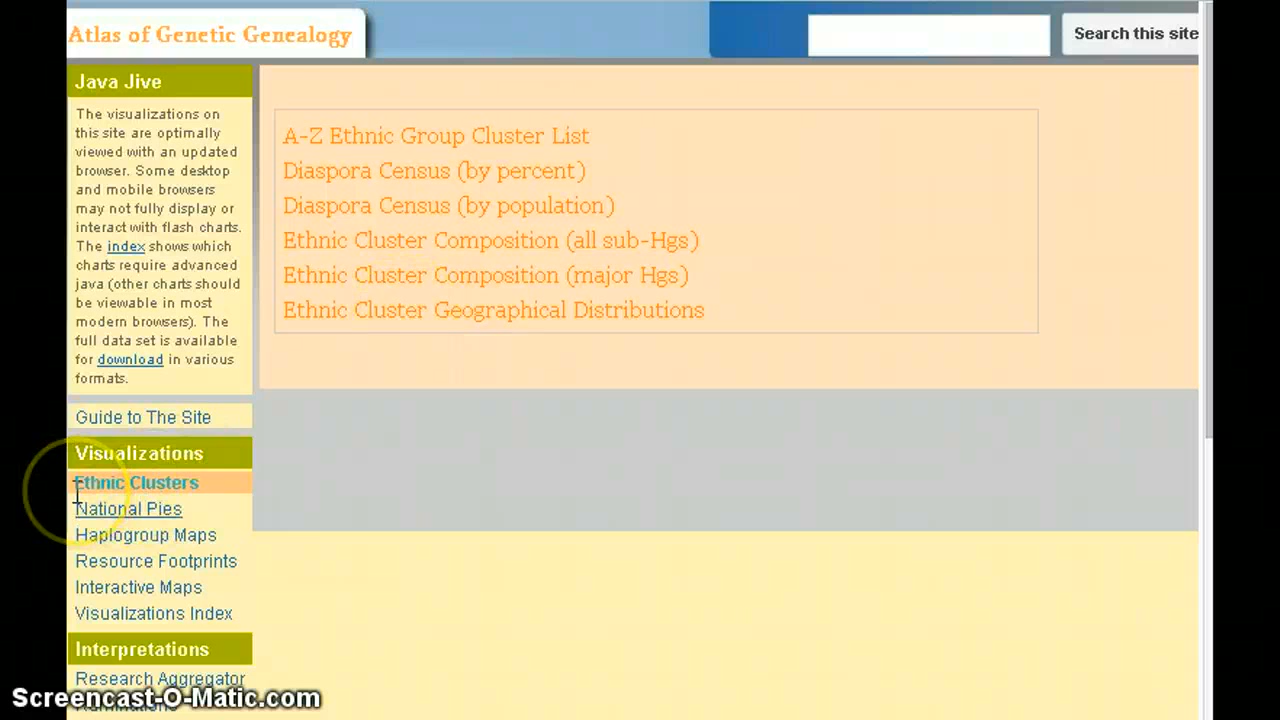 Atlas of Genetic Genealogy
Search this site
Java Jive
The visualizations on
this site are optimally
viewed with an updated
browser. Some desktop
and mobile browsers
may not fully display or
interact with flash charts.
The index shows which
charts require advanced
java (other charts should
be viewable in most
modern browsers). The
full data set is available
for download in various
formats.
Guide to The Site
Visualizations
Ethnic Clusters
National Pies
Haplogroup Maps
Resource Footprints
Interactive Maps
Visualizations Index
Interpretations
Research Aggregator
A-Z Ethnic Group Cluster List
Diaspora Census (by percent)
Diaspora Census (by population)
Ethnic Cluster Composition (all sub-Hgs)
Ethnic Cluster Composition (major Hgs)
Ethnic Cluster Geographical Distributions
Screencast-O-Matic.com